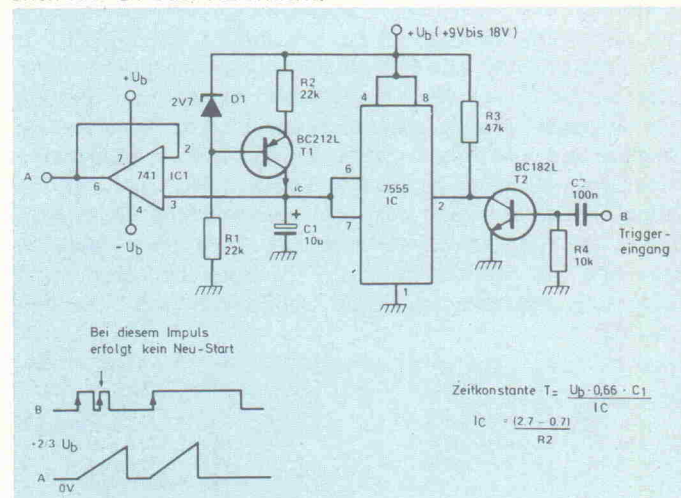 +Ub (+9V bis 18V)
+Ub
2V7
D1
R2
22k
4
8
R3
47k
BC212L
T1
7
2
A
6
741
IC1
3
4
-Ub
ic
6
7
7555
IC
2
BC182L
T2
C2
100n
B
Trigger-
eingang
R1
22k
+
C1
10u
R4
10k
1
Bei diesem Impuls
erfolgt kein Neu-Start
B
+2/3 Ub
A
0V
Zeitkonstante T = Ub · 0,66 · C1
IC
IC = (2.7 - 0.7)
R2